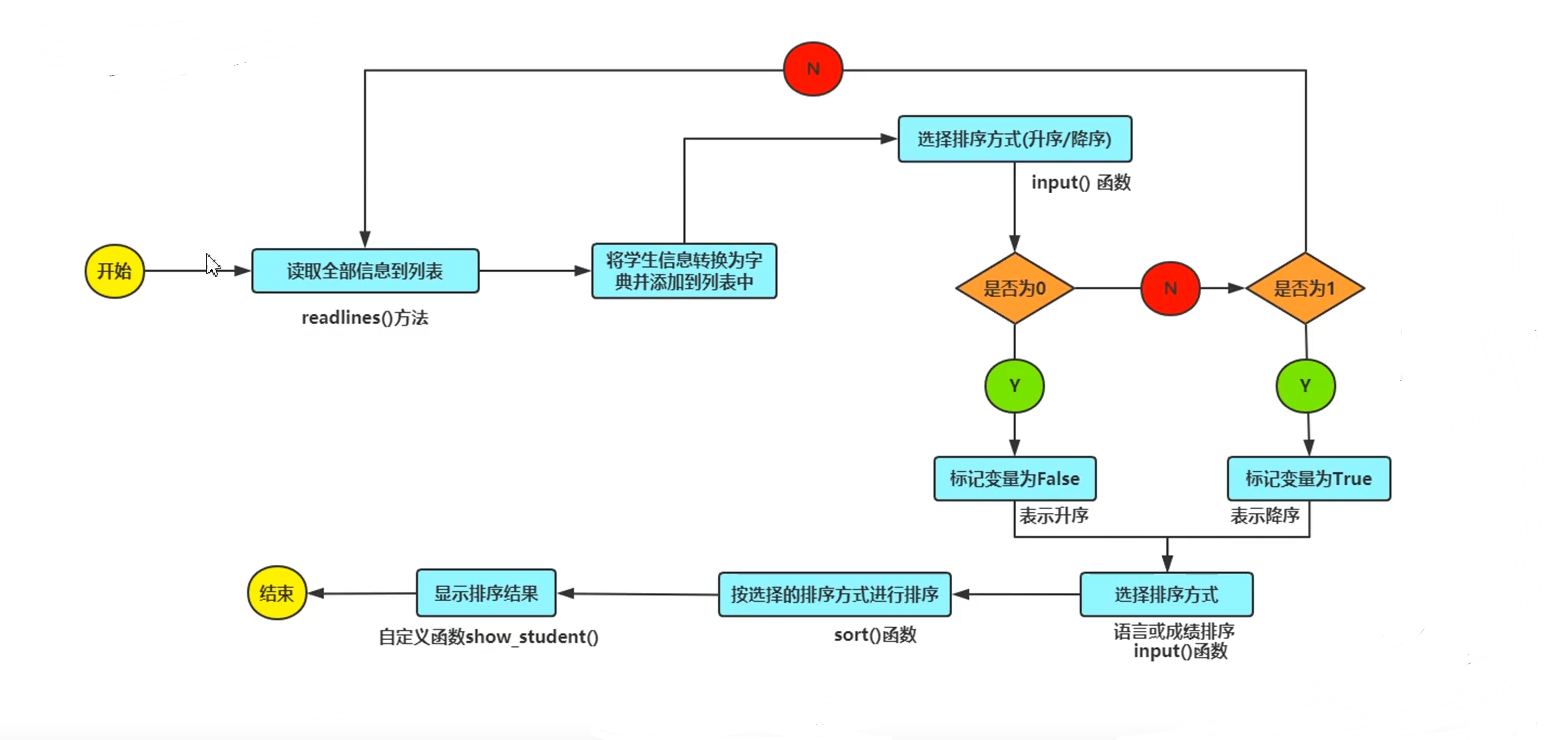 N
选择排序方式(升序/降序)
input() 函数
开始
读取全部信息到列表
readlines()方法
将学生信息转换为字
典并添加到列表中
是否为0
N
是否为1
Y
Y
标记变量为False
标记变量为True
表示升序
表示降序
结束
显示排序结果
自定义函数show_student()
按选择的排序方式进行排序
sort()函数
选择排序方式
语言或成绩排序
input()函数